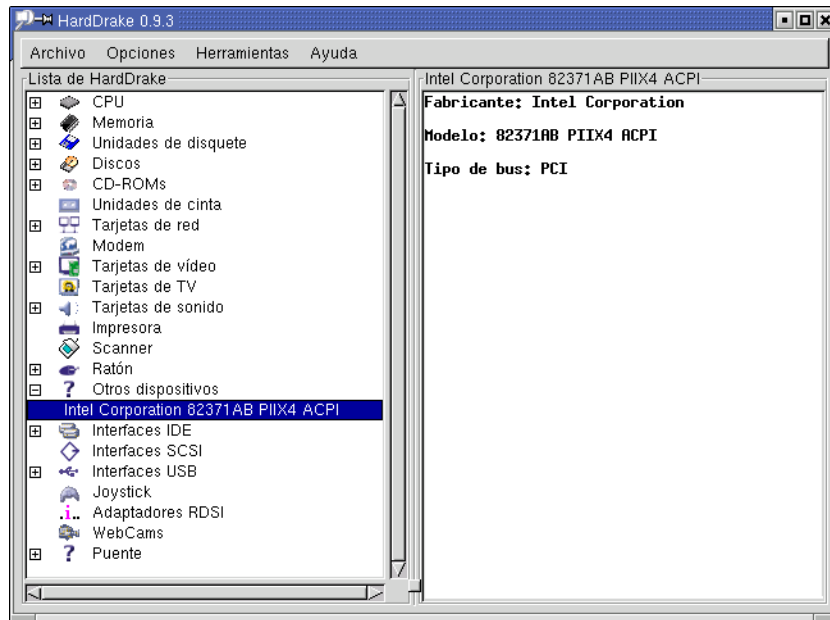 HardDrake 0.9.3
Archivo Opciones Herramientas Ayuda
Lista de HardDrake
CPU
Memoria
Unidades de disquete
Discos
CD-ROMs
Unidades de cinta
Tarjetas de red
Modem
Tarjetas de vídeo
Tarjetas de TV
Tarjetas de sonido
Impresora
Scanner
Ratón
Otros dispositivos
Intel Corporation 82371AB PIIX4 ACPI
Interfaces IDE
Interfaces SCSI
Interfaces USB
Joystick
Adaptadores RDSI
WebCams
Puente
Intel Corporation 82371AB PIIX4 ACPI
Fabricante: Intel Corporation
Modelo: 82371AB PIIX4 ACPI
Tipo de bus: PCI